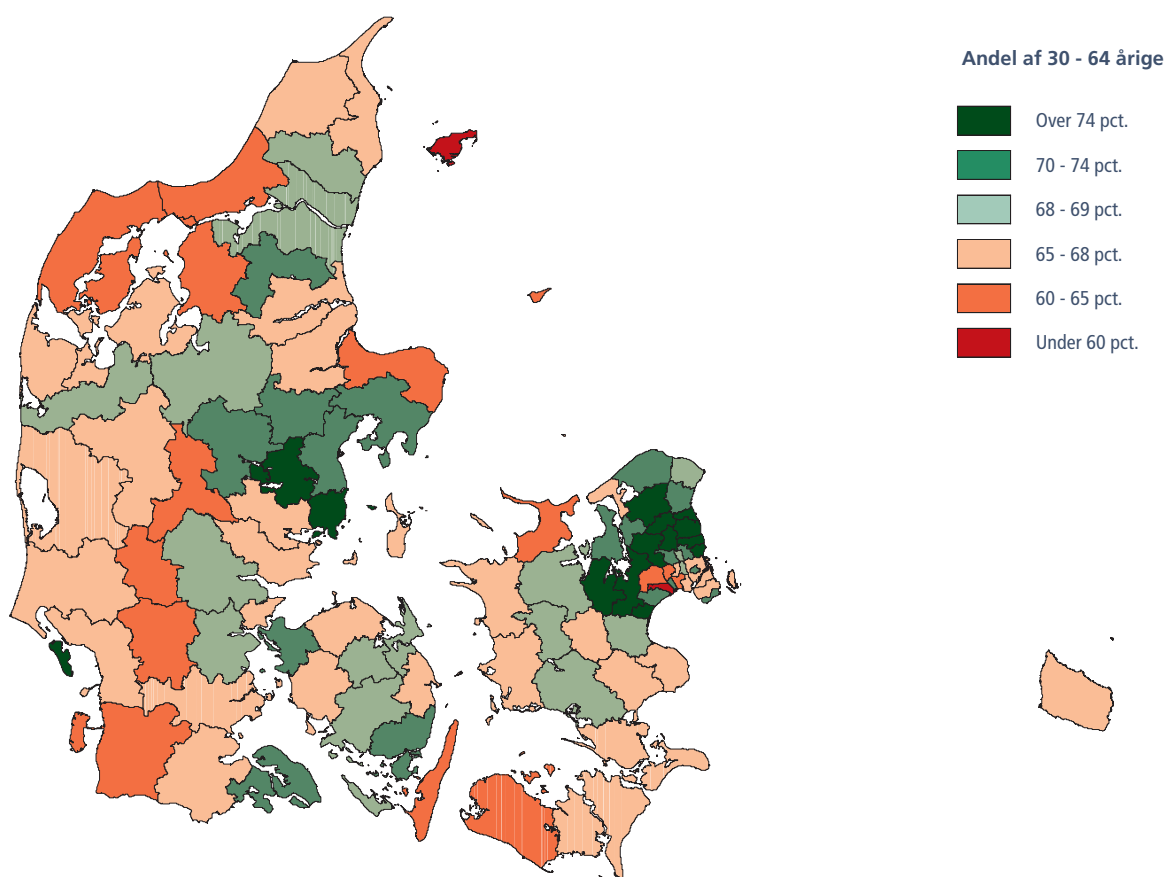 Andel af 30 - 64 årige
Over 74 pct.
70 - 74 pct.
68 - 69 pct.
65 - 68 pct.
60 - 65 pct.
Under 60 pct.